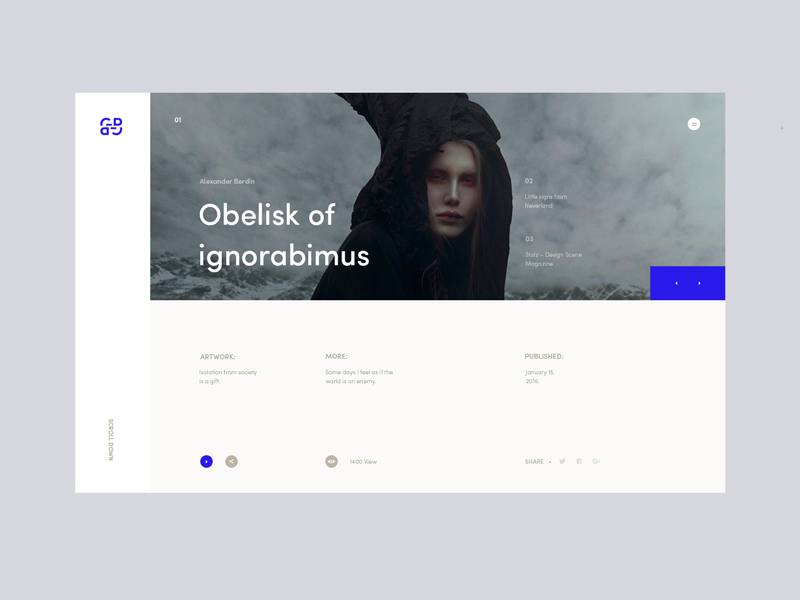 01
Alexander Berdin
Obelisk of
ignorabimus
02
Little signs from
Neverland
03
Statz – Design Scene
Magazine
ARTWORK:
Isolation from society
is a gift.
MORE:
Some days I feel as if the
world is an enemy.
PUBLISHED:
January 15
2016.
SCROLL DOWN
1400 View
SHARE